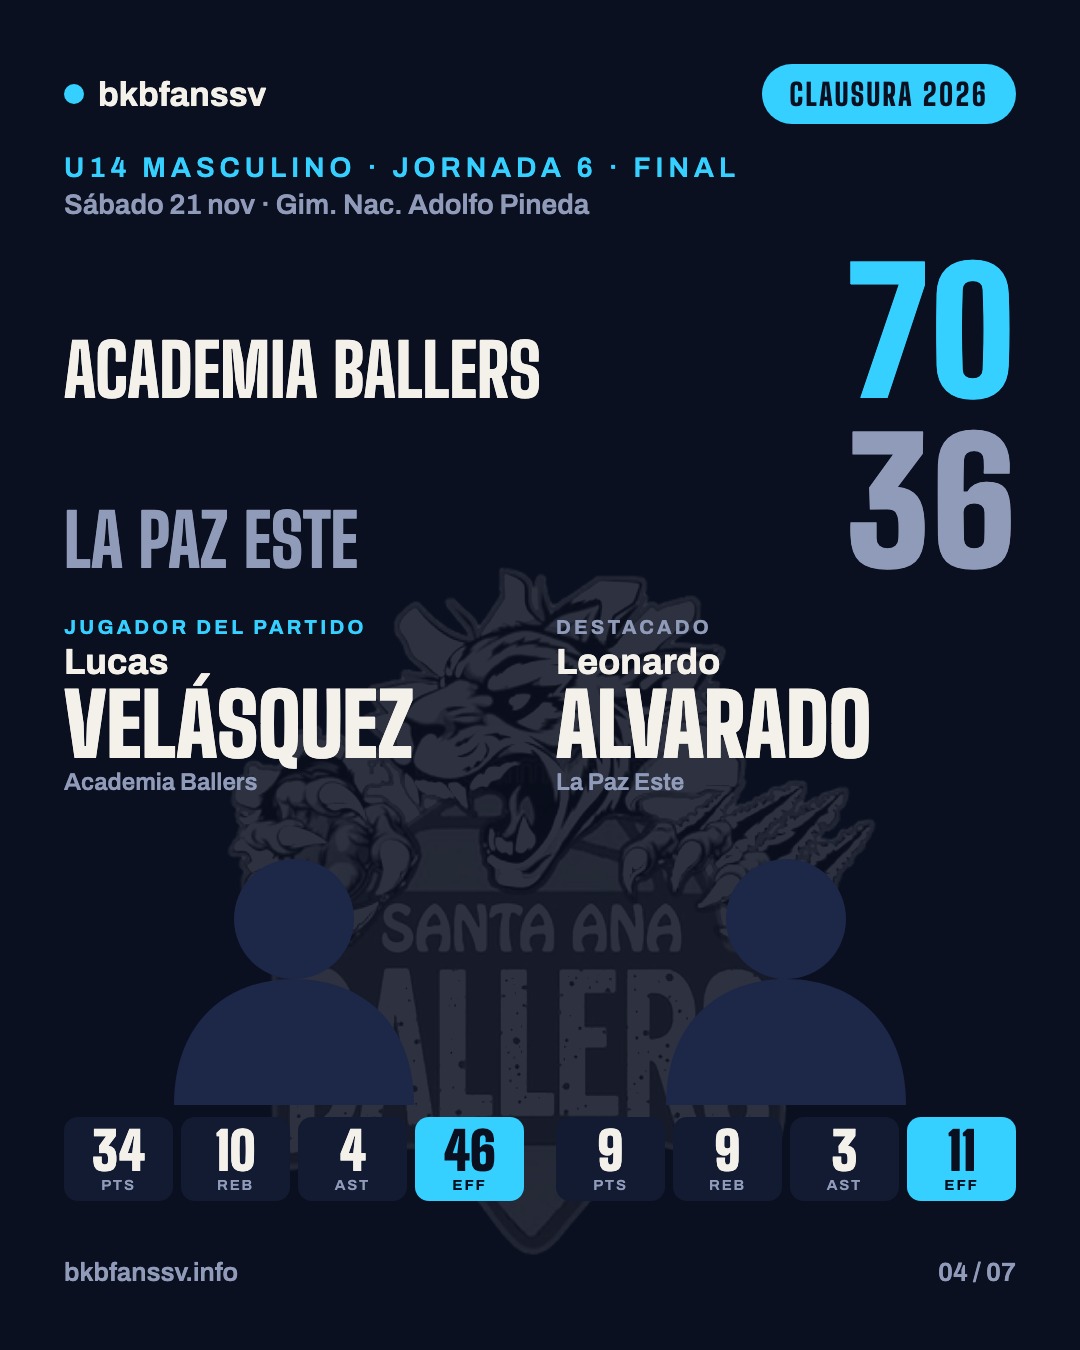 bkbfanssv
CLAUSURA 2026
U14 MASCULINO · JORNADA 6 · FINAL
Sábado 21 nov · Gim. Nac. Adolfo Pineda
ACADEMIA BALLERS
70
LA PAZ ESTE
36
JUGADOR DEL PARTIDO
Lucas
VELÁSQUEZ
Academia Ballers
DESTACADO
Leonardo
ALVARADO
La Paz Este
SANTA ANA
BALLERS
34 10 4 46
PTS REB AST EFF
9 9 3 11
PTS REB AST EFF
bkbfanssv.info
04 / 07